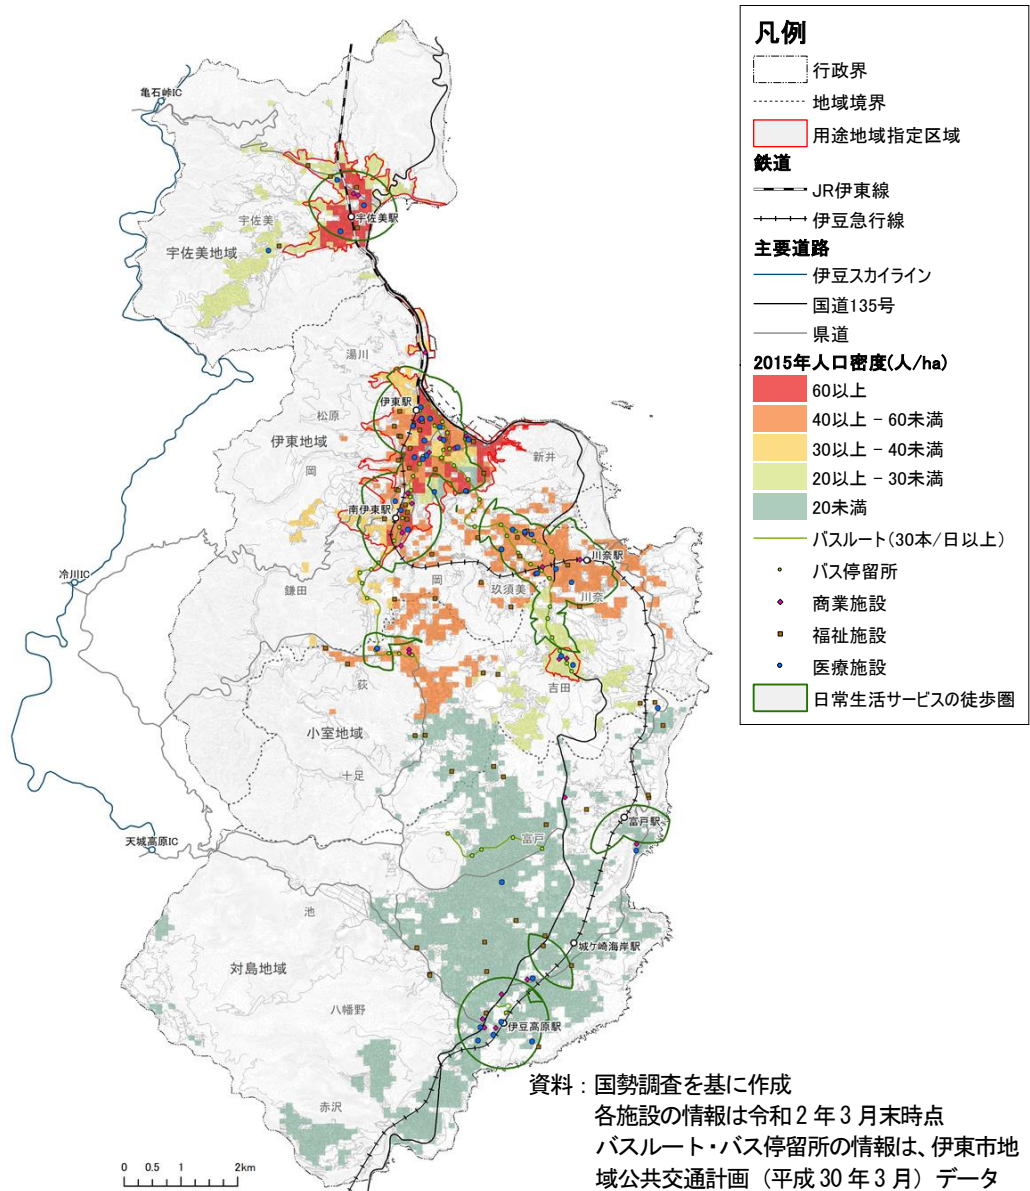 凡例
行政界
地域境界
用途地域指定区域
鉄道
JR伊東線
伊豆急行線
主要道路
伊豆スカイライン
国道135号
県道
2015年人口密度(人/ha)
60以上
40以上 − 60未満
30以上 − 40未満
20以上 − 30未満
20未満
バスルート(30本/日以上)
バス停留所
商業施設
福祉施設
医療施設
日常生活サービスの徒歩圏
亀石峠IC
宇佐美駅
宇佐美
宇佐美地域
湯川
伊東駅
松原
伊東地域
岡
新井
南伊東駅
川奈駅
冷川IC
鎌田
岡
玖須美
川奈
荻
吉田
小室地域
十足
富戸駅
天城高原IC
富戸
池
城ケ崎海岸駅
対島地域
八幡野
伊豆高原駅
赤沢
資料：国勢調査を基に作成
各施設の情報は令和2年3月末時点
バスルート・バス停留所の情報は、伊東市地
域公共交通計画（平成30年3月）データ
0 0.5 1 2km